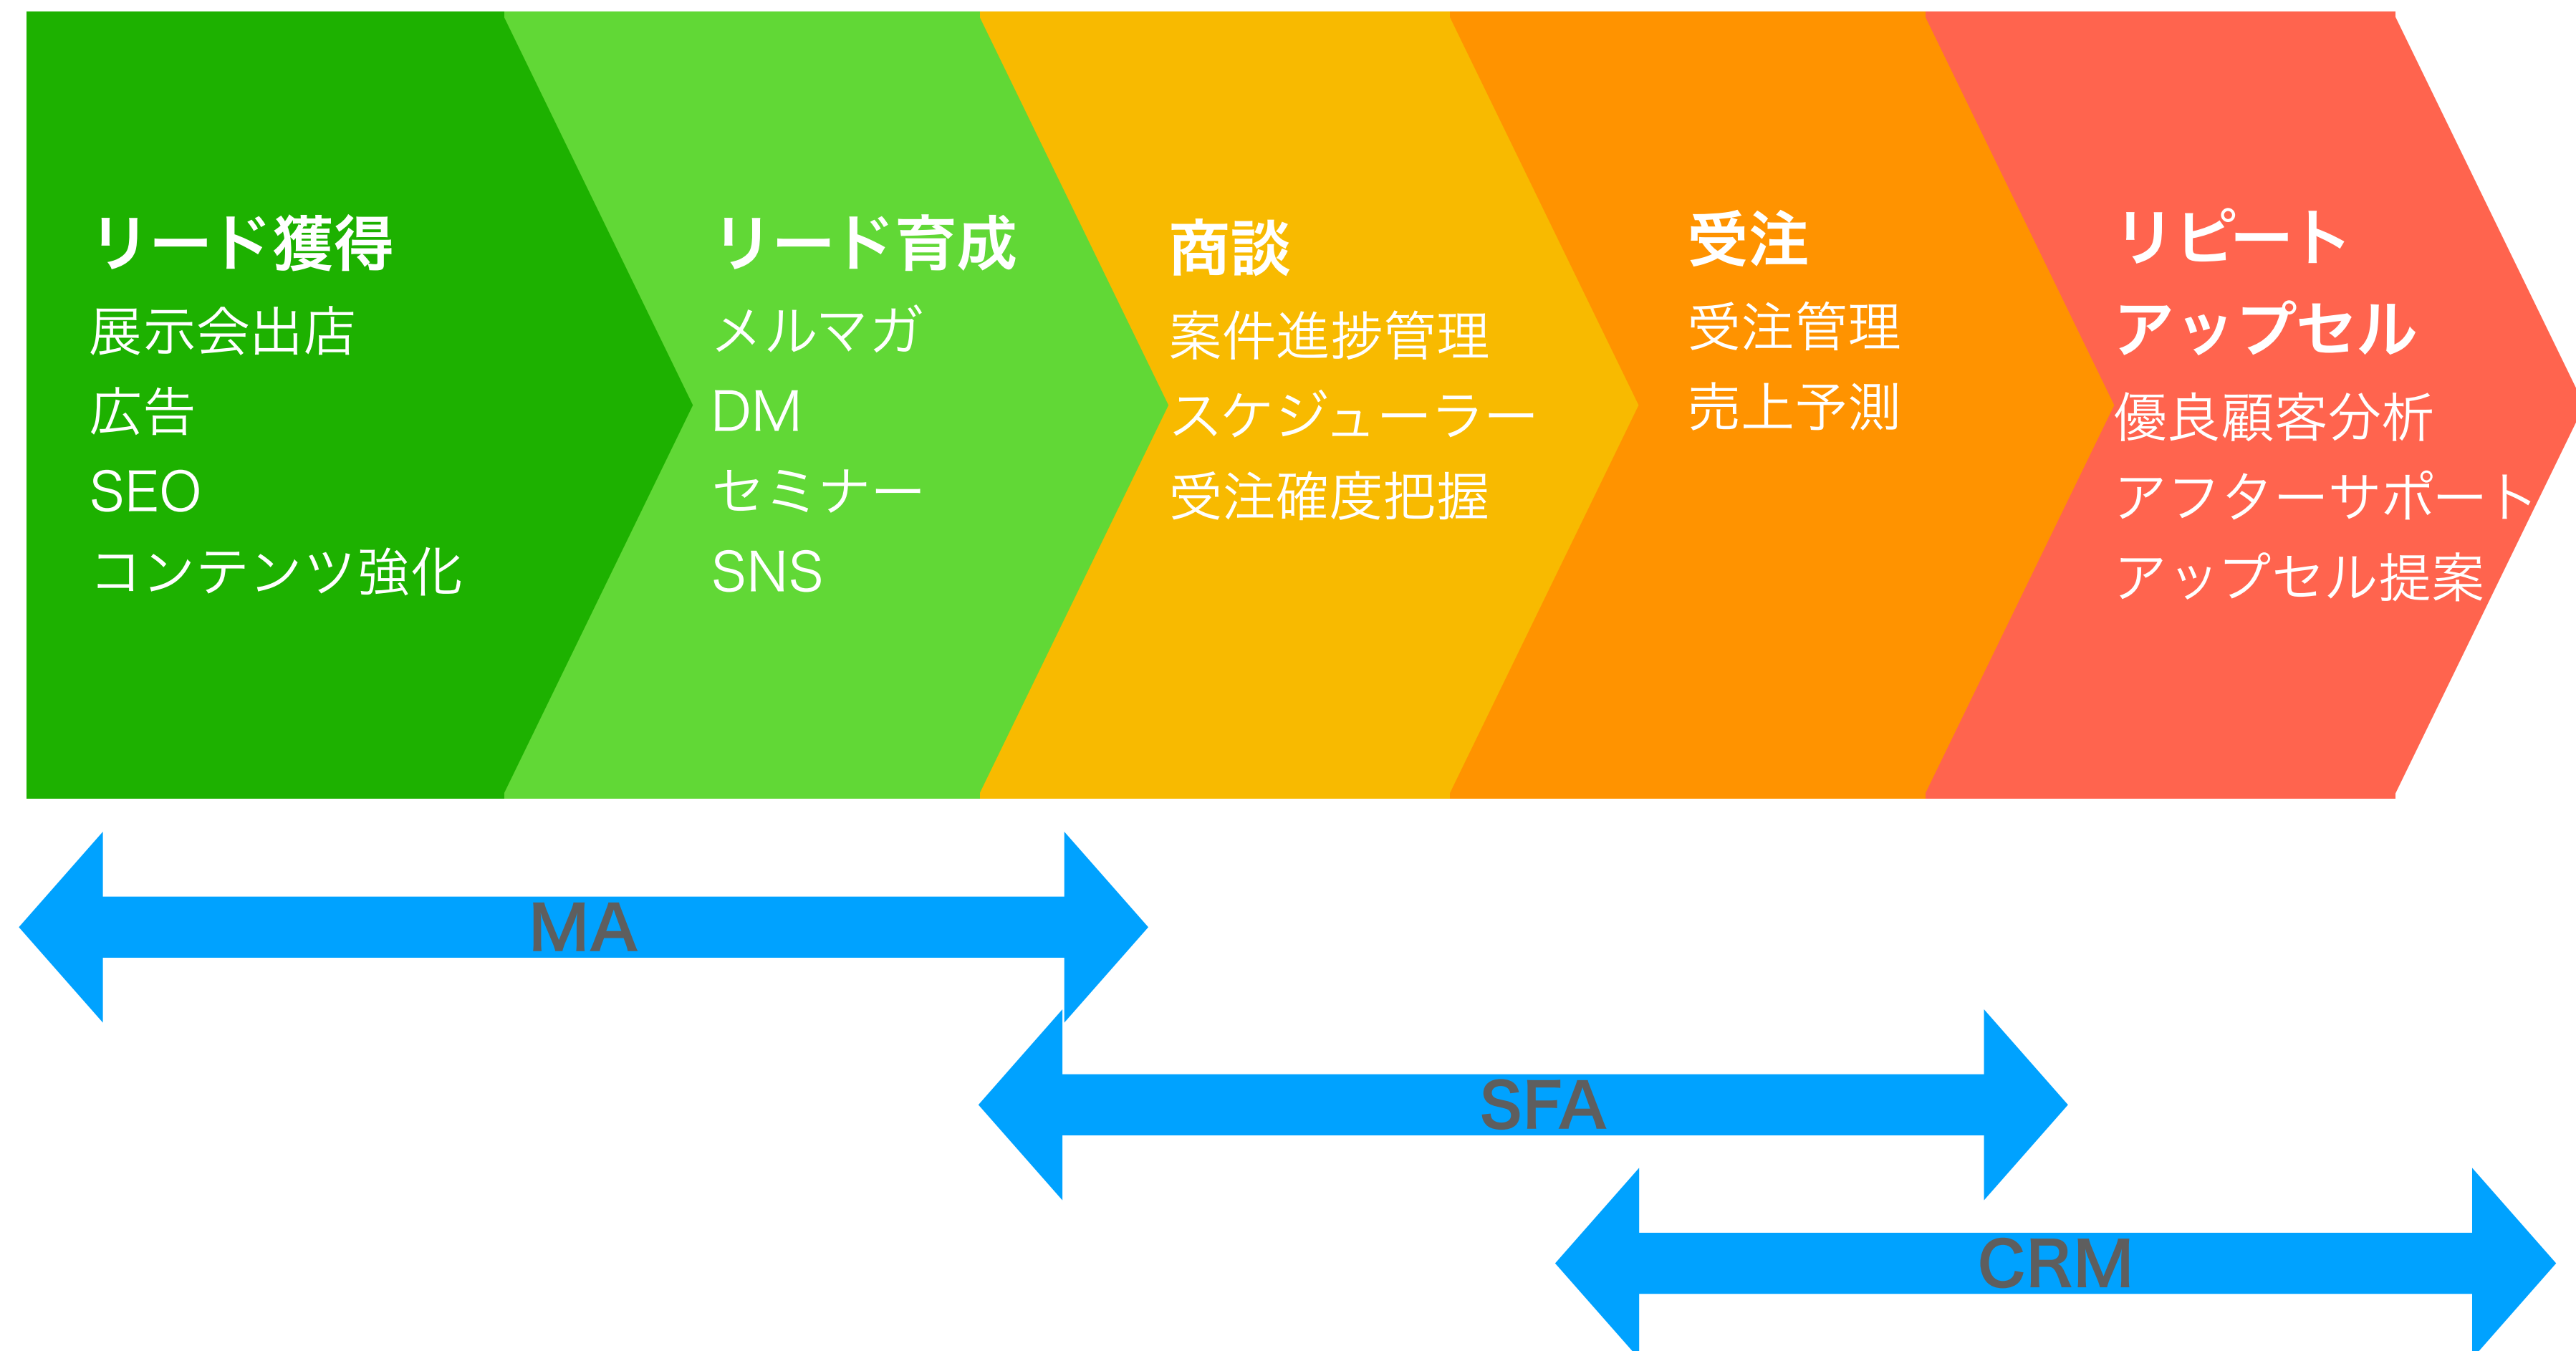 リード獲得
展示会出店
広告
SEO
コンテンツ強化
リード育成
メルマガ
DM
セミナー
SNS
商談
案件進捗管理
スケジューラー
受注確度把握
受注
受注管理
売上予測
リピート
アップセル
優良顧客分析
アフターサポート
アップセル提案
MA
SFA
CRM